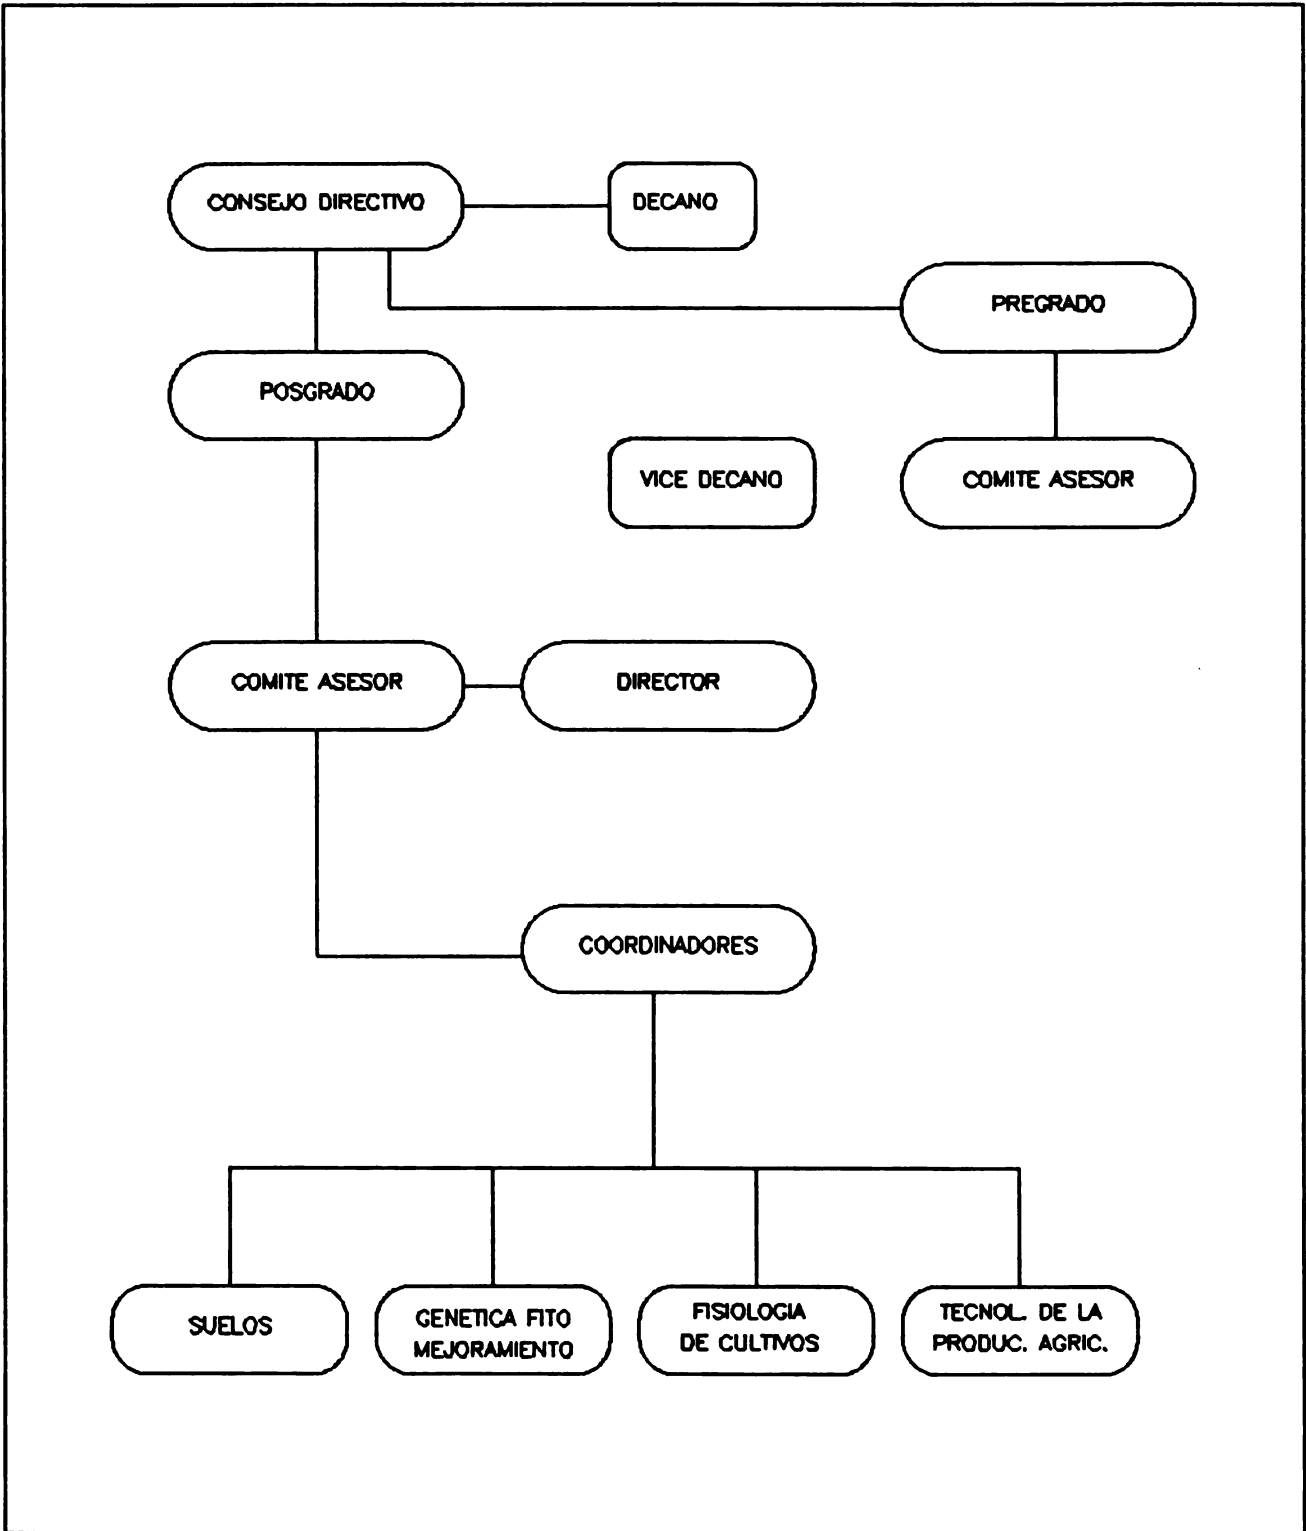 CONSEJO DIRECTIVO
DECANO
PREGRADO
POSGRADO
VICE DECANO
COMITE ASESOR
COMITE ASESOR
DIRECTOR
COORDINADORES
SUELOS
GENETICA FITO
MEJORAMIENTO
FISIOLOGIA
DE CULTIVOS
TECNOL. DE LA
PRODUC. AGRIC.